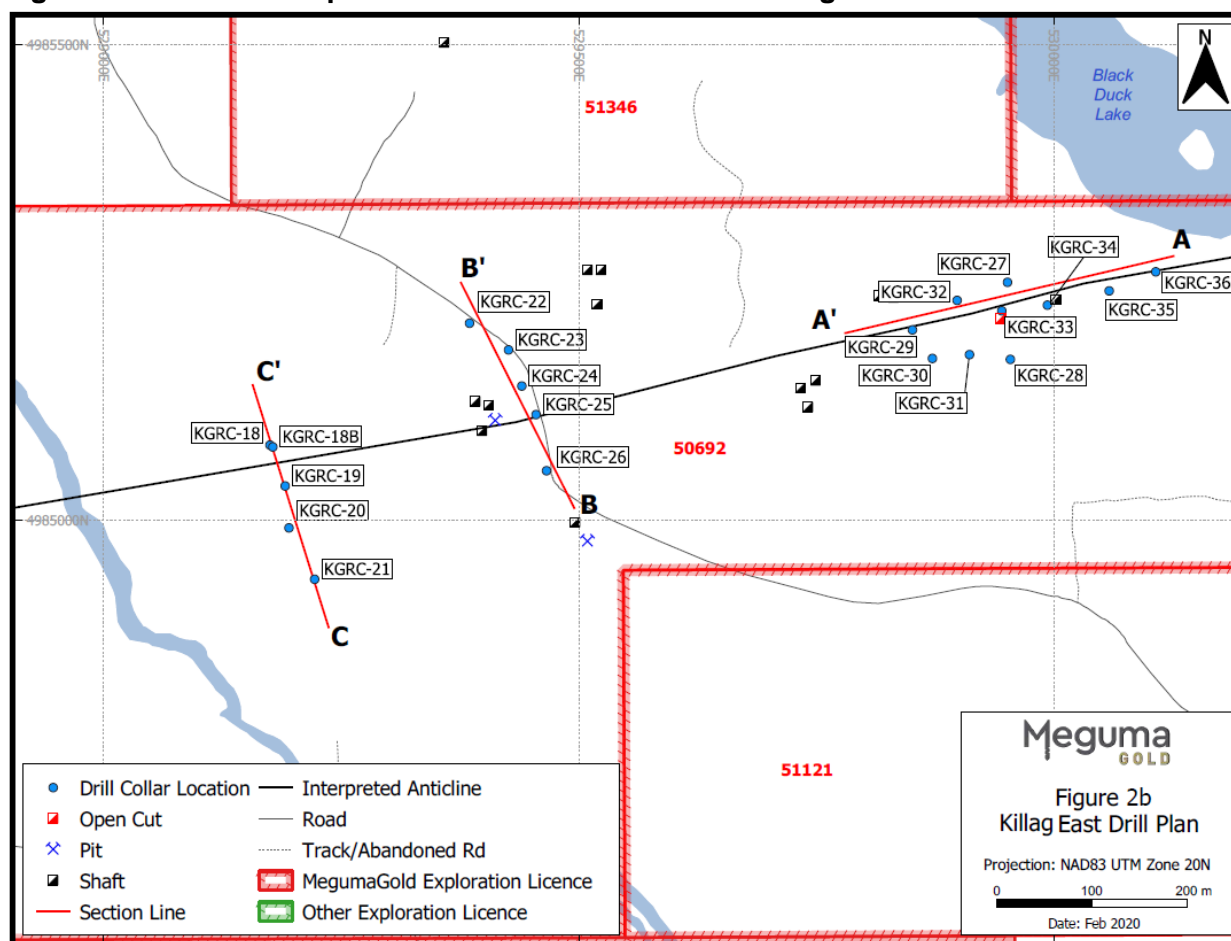 4985500N
529000E
529500E
530000E
N
Black
Duck
Lake
51346
A
KGRC-34
B'
KGRC-27
KGRC-36
KGRC-32
KGRC-22
A'
KGRC-35
KGRC-33
KGRC-23
KGRC-29
C'
KGRC-24
KGRC-30
KGRC-28
KGRC-31
KGRC-25
KGRC-18
KGRC-18B
50692
KGRC-26
KGRC-19
B
4985000N
KGRC-20
KGRC-21
C
51121
Meguma
GOLD
Figure 2b
Killag East Drill Plan
Projection: NAD83 UTM Zone 20N
0 100 200 m
Date: Feb 2020
Drill Collar Location
Open Cut
Pit
Shaft
Section Line
Interpreted Anticline
Road
Track/Abandoned Rd
MegumaGold Exploration Licence
Other Exploration Licence